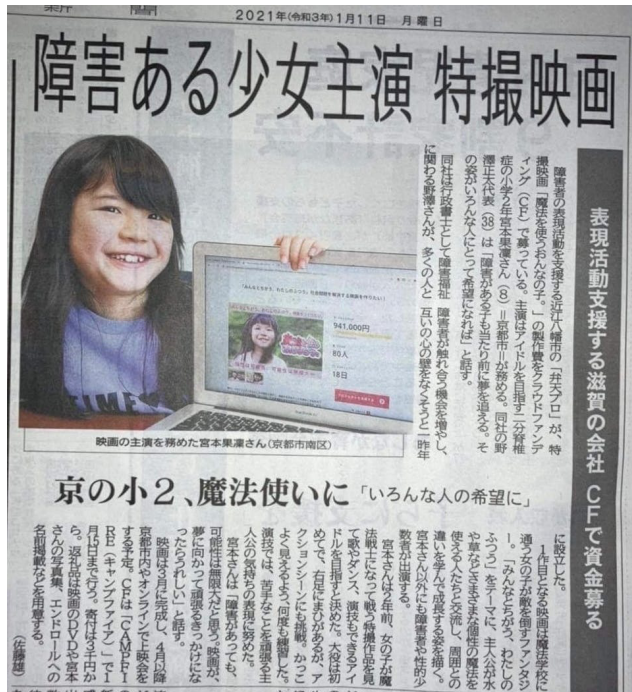 新聞
2021年(令和3年)1月11日 月曜日
障害ある少女主演 特撮映画
表現活動支援する滋賀の会社 CFで資金募る
障害者の表現活動を支援する近江八幡市の「弁天プロ」が、特
撮映画「魔法を使うおんなの子。」の製作費をクラウドファンデ
ィング(CF)で募っている。主演はアイドルを目指す二分脊椎
症の小学2年宮本果凜さん(8)=京都市=が務める。同社の野
澤正太代表(38)は「障害がある子も当り前に夢を追える。そ
の姿がいろんな人にとって希望になれば」と話す。
同社は行政書士として障害福祉
に関わる野澤さんが、多くの人と
障害者が触れ合う機会を増やし、
互いの心の壁をなくそうと一昨年
941,000円
80人
18日
映画の主演を務めた宮本果凜さん(京都市南区)
京の小2、魔法使いに 「いろんな人の希望に」
に設立した。
1作目となる映画は魔法学校に
通う女の子が敵を倒すファンタジ
ー。「みんなとちがう、わたしの
ふつう」をテーマに、主人公が水
や草などさまざまな個性の魔法を
使える人たちと交流し、周囲との
違いを学んで成長する姿を描く。
宮本さん以外にも障害者や性的少
数者が出演する。
宮本さんは2年前、女の子が魔
法戦士になって戦う特撮作品を見
て歌やダンス、演技もできるアイ
ドルを目指すと決めた。大役は初
めてで、右足にまひがあるが、ア
クションシーンにも挑戦。かっこ
よく見えるよう何度も練習した。
演技では、苦手なことを頑張る主
人公の気持ちの表現に努めた。
宮本さんは「障害があっても、
可能性は無限大だと思う。映画が、
夢に向かって頑張るきっかけにな
ったらうれしい」と話す。
映画は3月に完成し、4月以降
京都市内やオンラインで上映会を
する予定。CFは「CAMPFI
RE(キャンプファイア)」で1
月15日まで行う。寄付は3千円か
ら。返礼品は映画のDVDや宮本
さんの写真集、エンドロールへの
名前掲載などを用意する。
(佐藤雄)